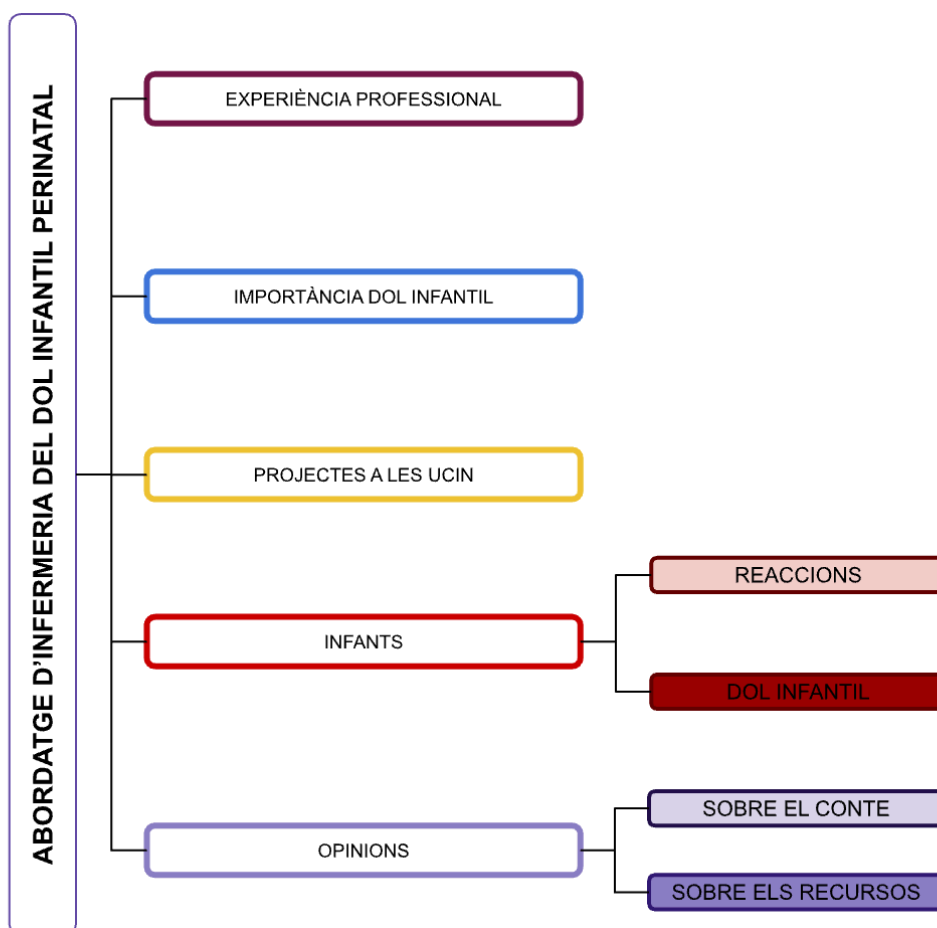 ABORDATGE D'INFERMERIA DEL DOL INFANTIL PERINATAL
EXPERIÈNCIA PROFESSIONAL
IMPORTÀNCIA DOL INFANTIL
PROJECTES A LES UCIN
INFANTS
REACCIONS
DOL INFANTIL
OPINIONS
SOBRE EL CONTE
SOBRE ELS RECURSOS